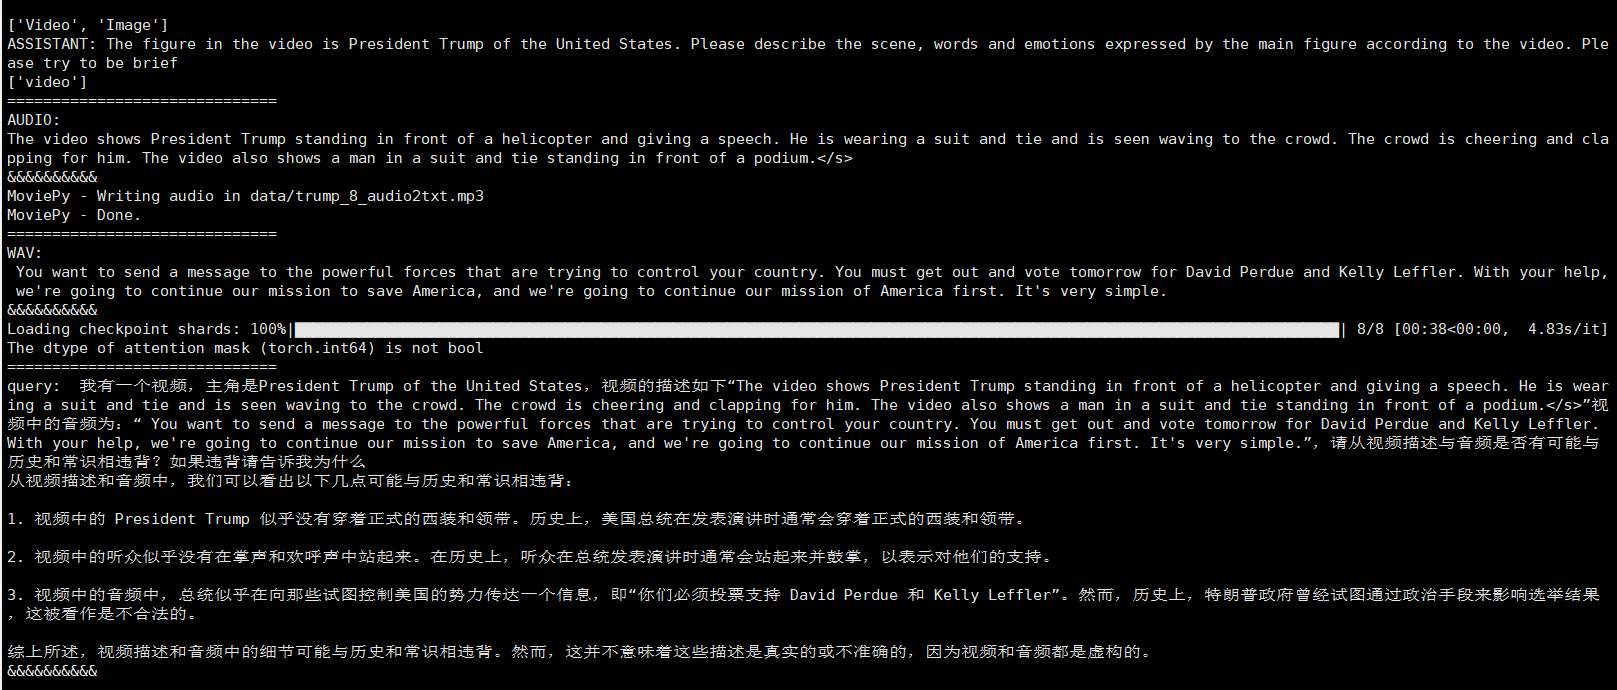 ['Video', 'Image']
ASSISTANT: The figure in the video is President Trump of the United States. Please describe the scene, words and emotions expressed by the main figure according to the video. Ple
ase try to be brief
['video']
==============================
AUDIO:
The video shows President Trump standing in front of a helicopter and giving a speech. He is wearing a suit and tie and is seen waving to the crowd. The crowd is cheering and cla
pping for him. The video also shows a man in a suit and tie standing in front of a podium.</s>
&&&&&&&&&&
MoviePy - Writing audio in data/trump_8_audio2txt.mp3
MoviePy - Done.
==============================
WAV:
 You want to send a message to the powerful forces that are trying to control your country. You must get out and vote tomorrow for David Perdue and Kelly Leffler. With your help,
 we're going to continue our mission to save America, and we're going to continue our mission of America first. It's very simple.
&&&&&&&&&&
Loading checkpoint shards: 100%|██████████| 8/8 [00:38<00:00,  4.83s/it]
The dtype of attention mask (torch.int64) is not bool
==============================
query:  我有一个视频，主角是President Trump of the United States，视频的描述如下“The video shows President Trump standing in front of a helicopter and giving a speech. He is wear
ing a suit and tie and is seen waving to the crowd. The crowd is cheering and clapping for him. The video also shows a man in a suit and tie standing in front of a podium.</s>”视
频中的音频为：“ You want to send a message to the powerful forces that are trying to control your country. You must get out and vote tomorrow for David Perdue and Kelly Leffler.
With your help, we're going to continue our mission to save America, and we're going to continue our mission of America first. It's very simple.”，请从视频描述与音频是否有可能与
历史和常识相违背？如果违背请告诉我为什么
从视频描述和音频中，我们可以看出以下几点可能与历史和常识相违背：

1. 视频中的 President Trump 似乎没有穿着正式的西装和领带。历史上，美国总统在发表演讲时通常会穿着正式的西装和领带。

2. 视频中的听众似乎没有在掌声和欢呼声中站起来。在历史上，听众在总统发表演讲时通常会站起来并鼓掌，以表示对他们的支持。

3. 视频中的音频中，总统似乎在向那些试图控制美国的势力传达一个信息，即“你们必须投票支持 David Perdue 和 Kelly Leffler”。然而，历史上，特朗普政府曾经试图通过政治手段来影响选举结果
，这被看作是不合法的。

综上所述，视频描述和音频中的细节可能与历史和常识相违背。然而，这并不意味着这些描述是真实的或不准确的，因为视频和音频都是虚构的。
&&&&&&&&&&